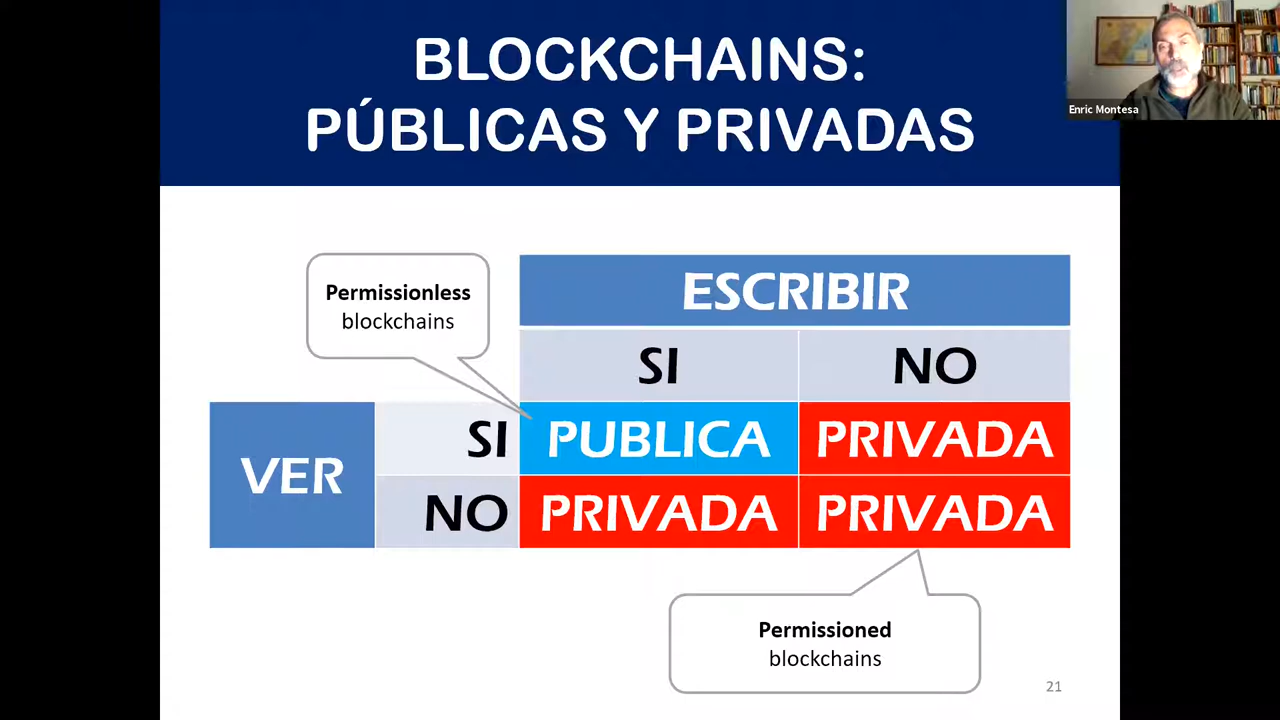 BLOCKCHAINS:
PÚBLICAS Y PRIVADAS
Enric Montesa
Permissionless
blockchains
ESCRIBIR
SI
NO
VER
SI
PUBLICA
PRIVADA
NO
PRIVADA
PRIVADA
Permissioned
blockchains
21